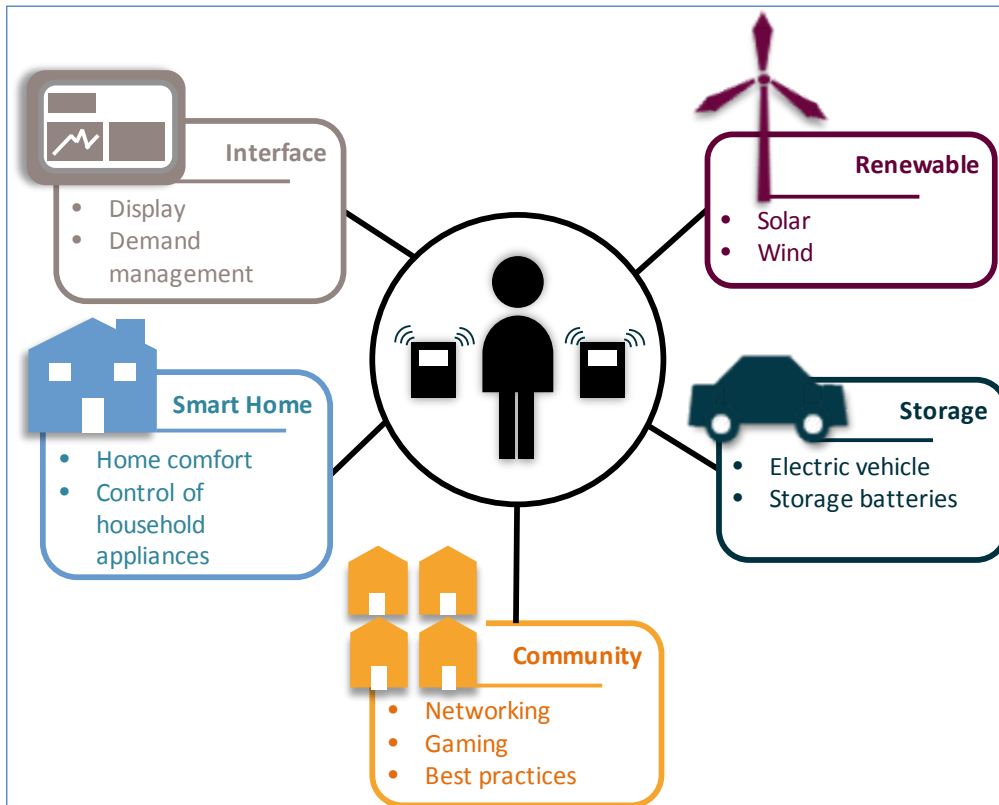 Interface
• Display
• Demand
management
Renewable
• Solar
• Wind
Smart Home
• Home comfort
• Control of
household
appliances
Storage
• Electric vehicle
• Storage batteries
Community
• Networking
• Gaming
• Best practices